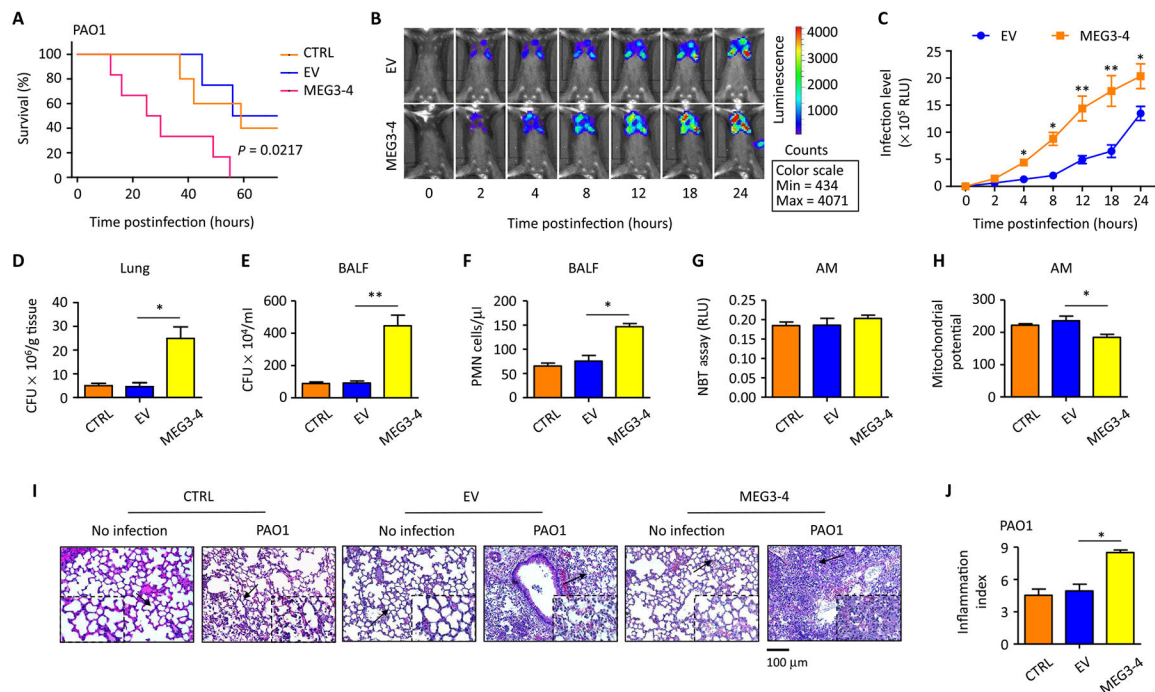 A
PAO1
Survival (%)
100
80
60
40
20
0
0
20
40
60
CTRL
EV
MEG3-4
P = 0.0217
Time postinfection (hours)
B
EV
MEG3-4
0
2
4
8
12
18
24
Time postinfection (hours)
4000
3000
2000
1000
Luminescence
Counts
Color scale
Min = 434
Max = 4071
C
EV
MEG3-4
Infection level
(× 10⁵ RLU)
25
20
15
10
5
0
*
*
**
**
*
0
2
4
8
12
18
24
Time postinfection (hours)
D
Lung
CFU × 10⁶/g tissue
40
30
20
10
0
*
CTRL
EV
MEG3-4
E
BALF
CFU × 10⁴/ml
600
400
200
0
**
CTRL
EV
MEG3-4
F
BALF
PMN cells/µl
200
150
100
50
0
*
CTRL
EV
MEG3-4
G
AM
NBT assay (RLU)
0.25
0.20
0.15
0.10
0.05
0.00
CTRL
EV
MEG3-4
H
AM
Mitochondrial
potential
300
200
100
0
*
CTRL
EV
MEG3-4
I
CTRL
EV
MEG3-4
No infection
PAO1
No infection
PAO1
No infection
PAO1
100 µm
J
PAO1
Inflammation
index
9
6
3
0
*
CTRL
EV
MEG3-4